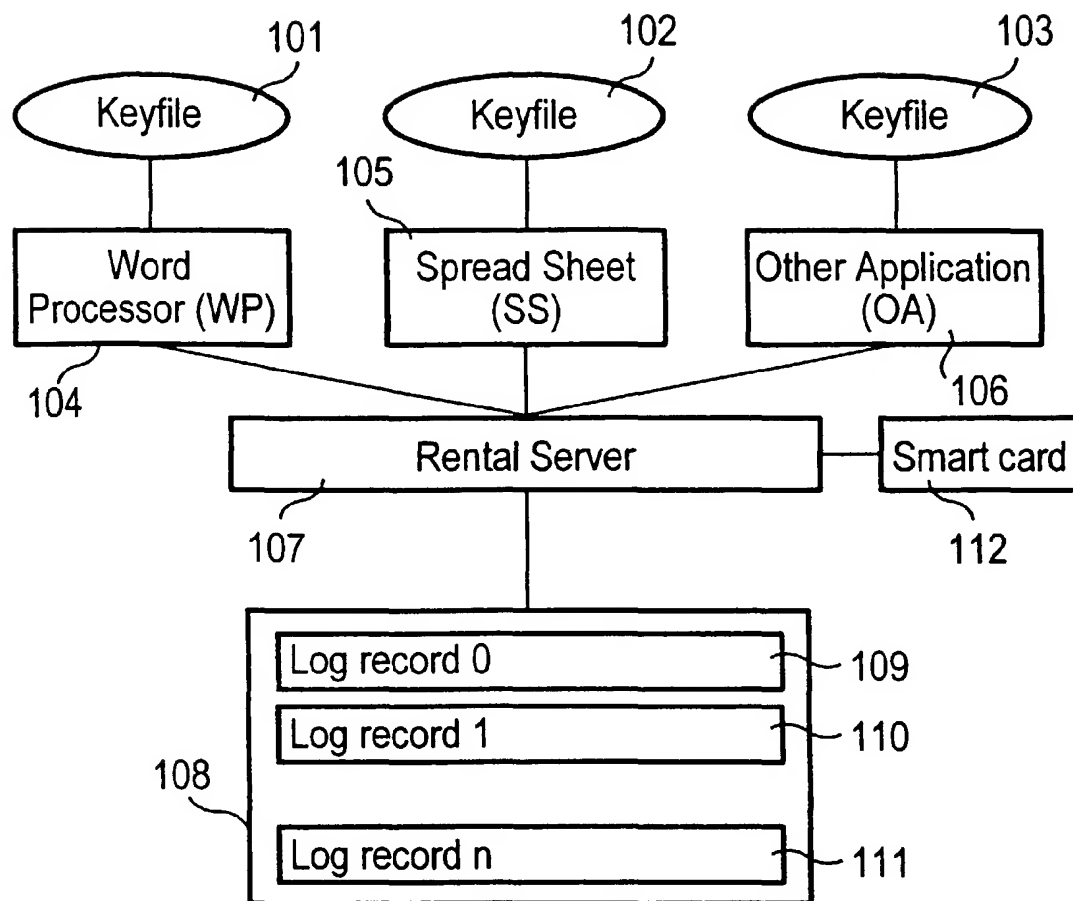 101
102
103
Keyfile
Keyfile
Keyfile
105
Word
Processor (WP)
Spread Sheet
(SS)
Other Application
(OA)
104
106
Rental Server
Smart card
107
112
Log record 0
109
Log record 1
110
108
Log record n
111